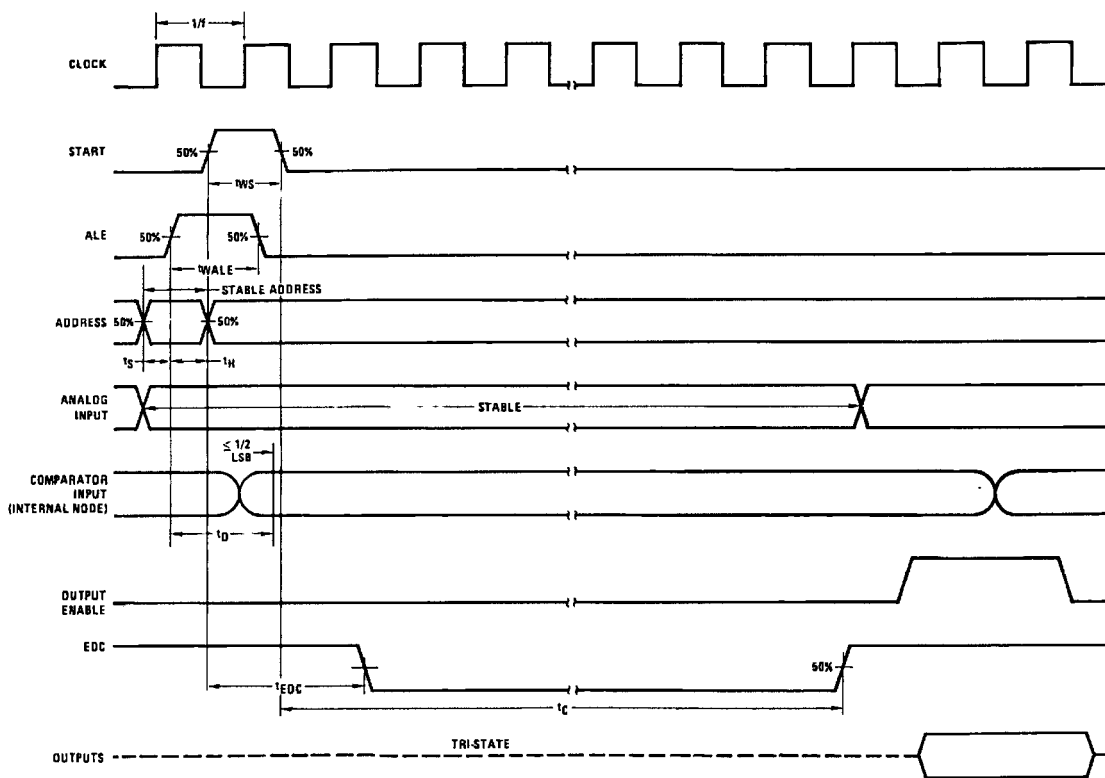 1/f
CLOCK
START
50%
50%
tWS
ALE
50%
50%
tWALE
STABLE ADDRESS
ADDRESS
50%
50%
tS
tH
ANALOG
INPUT
STABLE
≤ 1/2
LSB
COMPARATOR
INPUT
(INTERNAL NODE)
tD
OUTPUT
ENABLE
EOC
50%
tEOC
tC
TRI-STATE
OUTPUTS